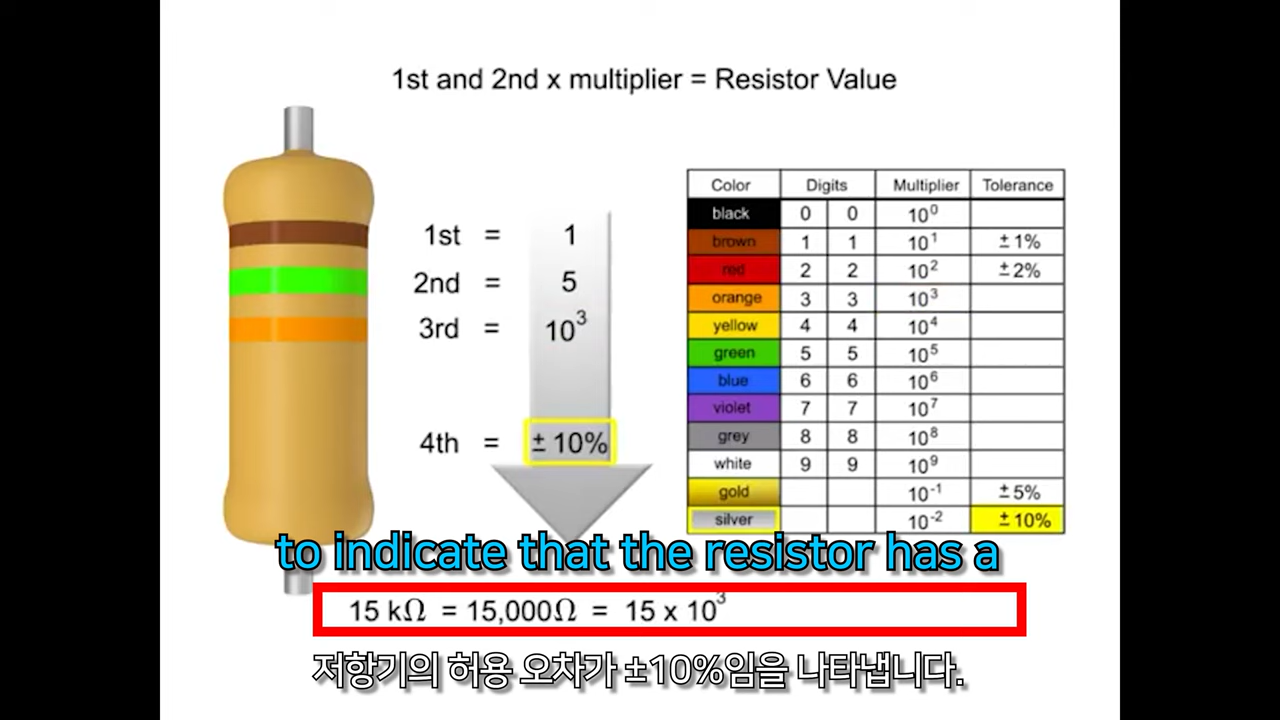 1st and 2nd x multiplier = Resistor Value
1st = 1
2nd = 5
3rd = 10³
4th = ± 10%
Color Digits Multiplier Tolerance
black 0 0 10⁰
brown 1 1 10¹ ± 1%
red 2 2 10² ± 2%
orange 3 3 10³
yellow 4 4 10⁴
green 5 5 10⁵
blue 6 6 10⁶
violet 7 7 10⁷
grey 8 8 10⁸
white 9 9 10⁹
gold 10⁻¹ ± 5%
silver 10⁻² ± 10%
to indicate that the resistor has a
15 kΩ = 15,000Ω = 15 x 10³
저항기의 허용 오차가 ±10%임을 나타냅니다.